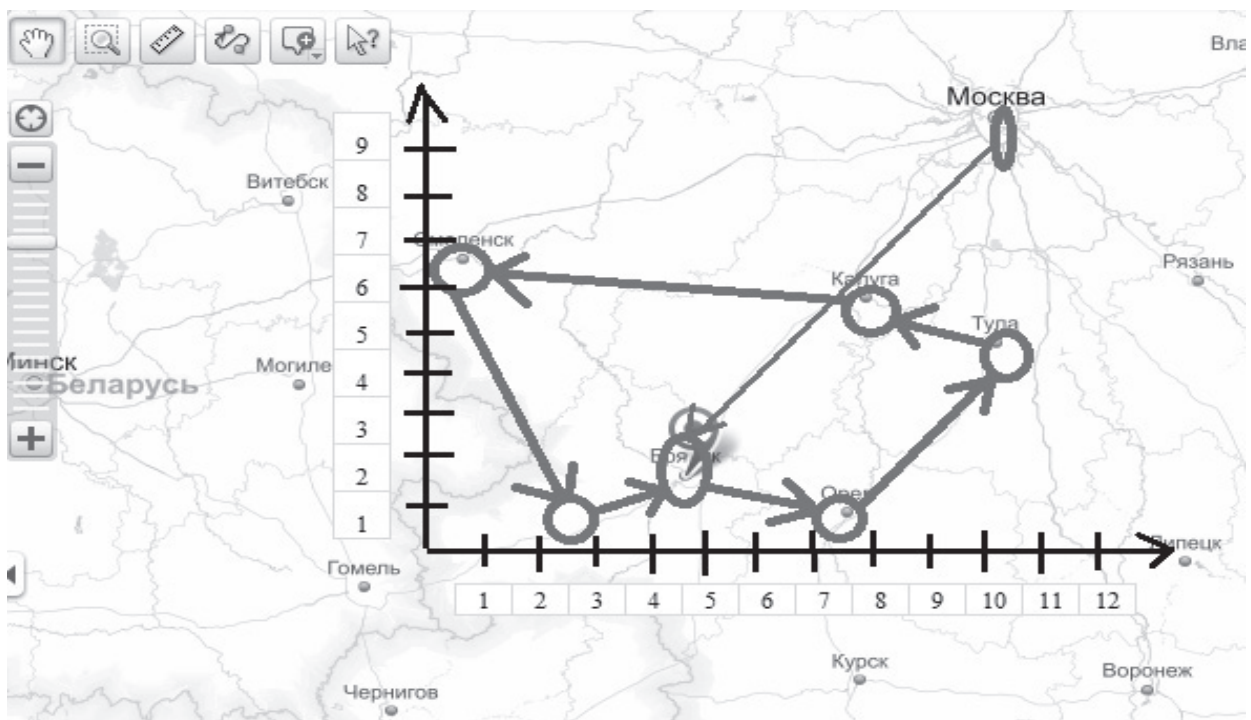 Вла
Москва
9
Витебск
8
7
Смоленск
Рязань
6
Калуга
Тула
5
Минск
Могиле
4
Беларусь
3
Брянск
2
Орел
1
Липецк
Гомель
1 2 3 4 5 6 7 8 9 10 11 12
Курск
Воронеж
Чернигов
?